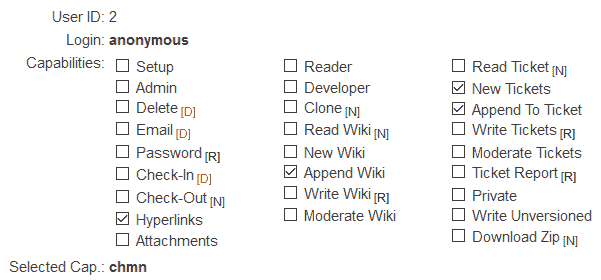 User ID: 2
Login: anonymous
Capabilities:
Setup
Admin
Delete [D]
Email [D]
Password [R]
Check-In [D]
Check-Out [N]
Hyperlinks
Attachments
Reader
Developer
Clone [N]
Read Wiki [N]
New Wiki
Append Wiki
Write Wiki [R]
Moderate Wiki
Read Ticket [N]
New Tickets
Append To Ticket
Write Tickets [R]
Moderate Tickets
Ticket Report [R]
Private
Write Unversioned
Download Zip [N]
Selected Cap.: chmn